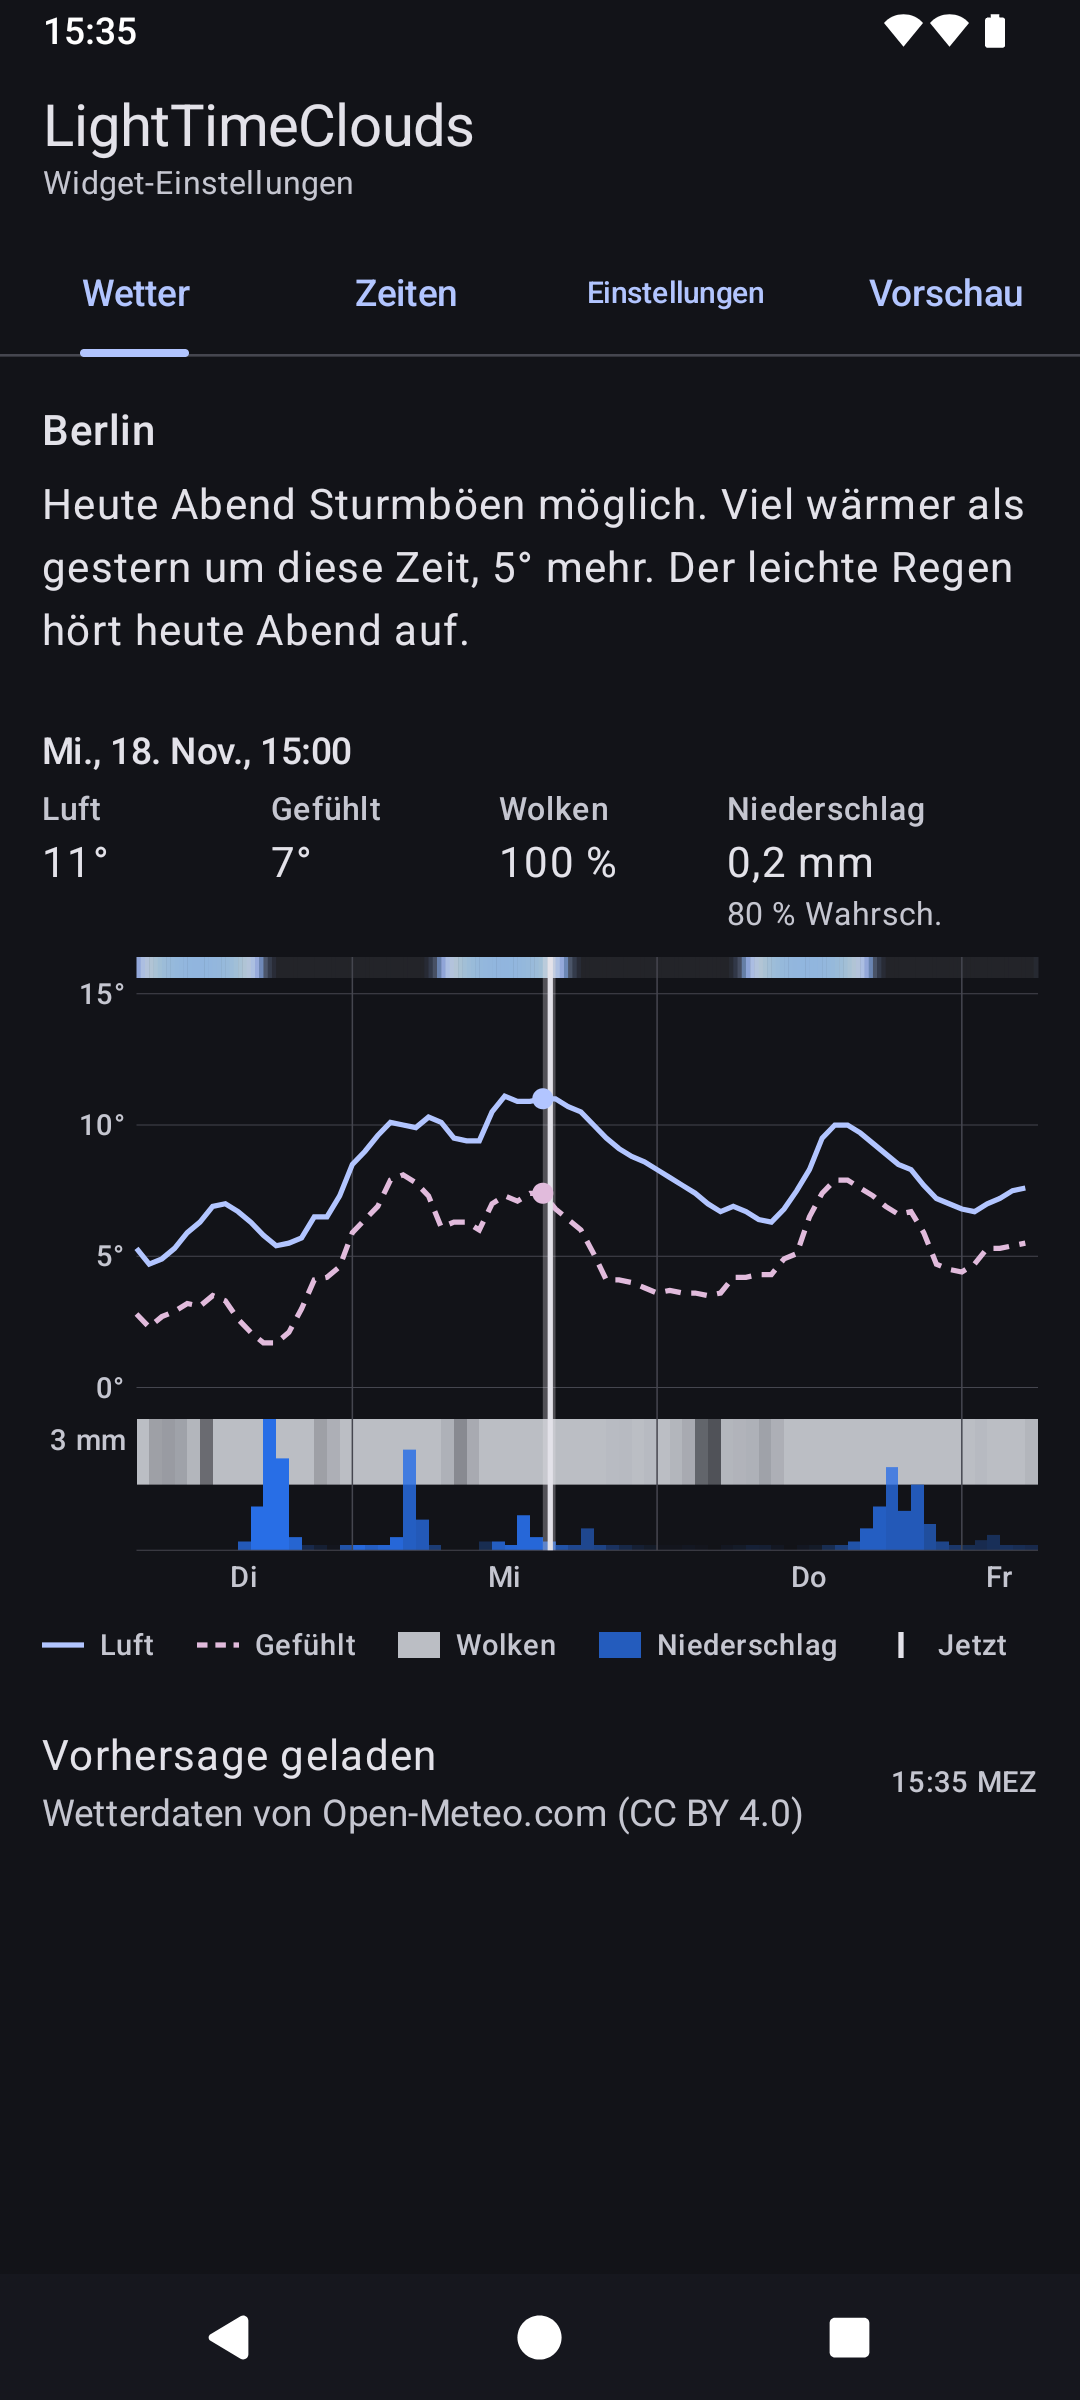 15:35
LightTimeClouds
Widget-Einstellungen
Wetter
Zeiten
Einstellungen
Vorschau
Berlin
Heute Abend Sturmböen möglich. Viel wärmer als
gestern um diese Zeit, 5° mehr. Der leichte Regen
hört heute Abend auf.
Mi., 18. Nov., 15:00
Luft
Gefühlt
Wolken
Niederschlag
11°
7°
100 %
0,2 mm
80 % Wahrsch.
15°
10°
5°
0°
3 mm
Di
Mi
Do
Fr
Luft
Gefühlt
Wolken
Niederschlag
Jetzt
Vorhersage geladen
Wetterdaten von Open-Meteo.com (CC BY 4.0)
15:35 MEZ